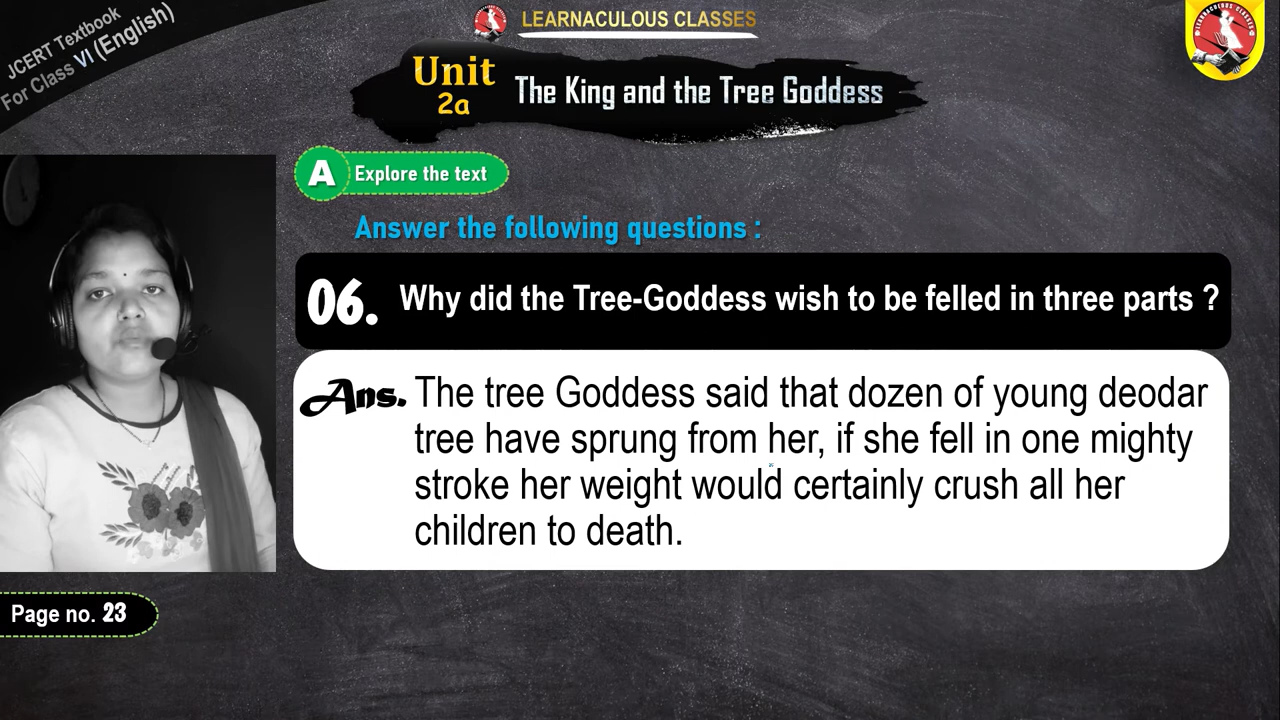 JCERT Textbook
For Class VI (English)
LEARNACULOUS CLASSES
Unit
2a
The King and the Tree Goddess
A Explore the text
Answer the following questions :
06. Why did the Tree-Goddess wish to be felled in three parts ?
Ans. The tree Goddess said that dozen of young deodar
tree have sprung from her, if she fell in one mighty
stroke her weight would certainly crush all her
children to death.
Page no. 23